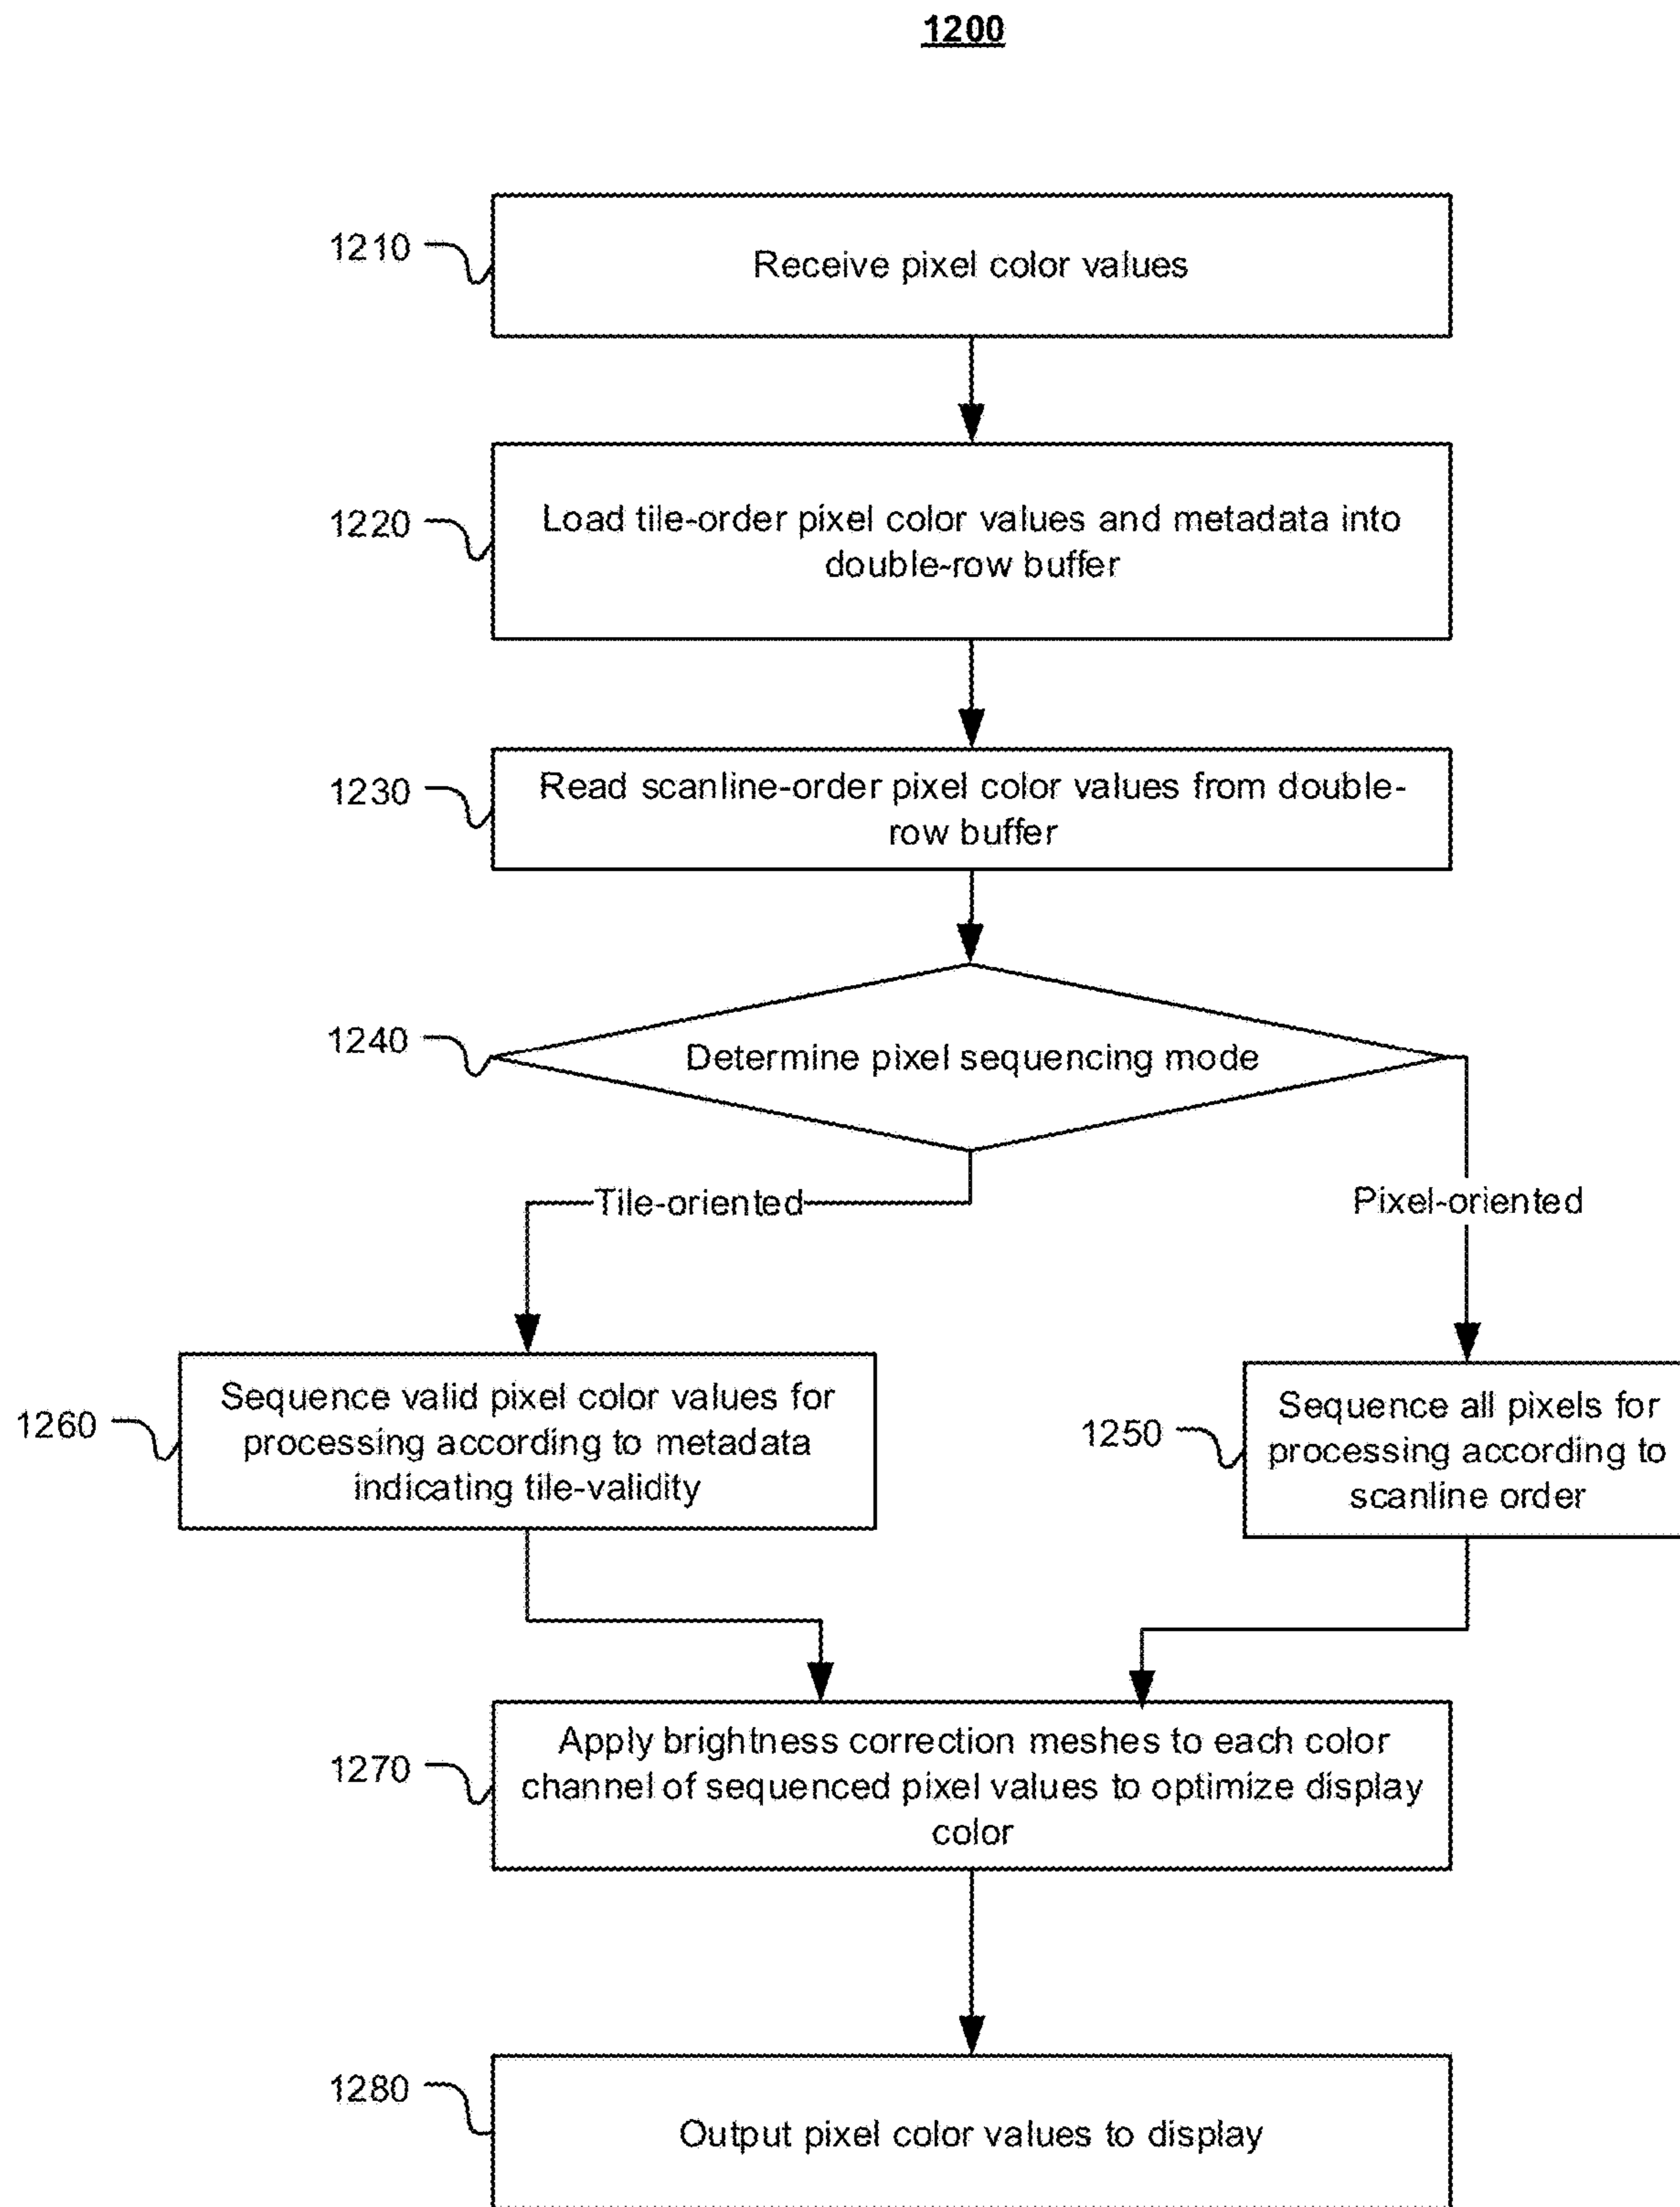 1200
1210
Receive pixel color values
1220
Load tile-order pixel color values and metadata into
double-row buffer
1230
Read scanline-order pixel color values from double-
row buffer
1240
Determine pixel sequencing mode
Tile-oriented
Pixel-oriented
1260
Sequence valid pixel color values for
processing according to metadata
indicating tile-validity
1250
Sequence all pixels for
processing according to
scanline order
1270
Apply brightness correction meshes to each color
channel of sequenced pixel values to optimize display
color
1280
Output pixel color values to display